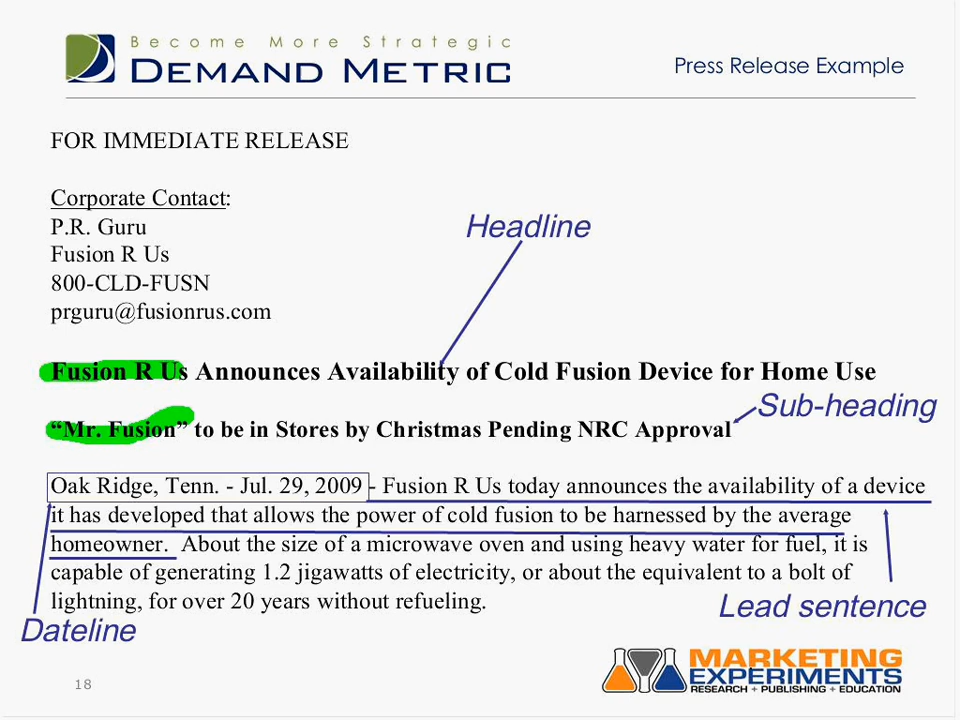 Become More Strategic
DEMAND METRIC
Press Release Example
FOR IMMEDIATE RELEASE
Corporate Contact:
P.R. Guru
Fusion R Us
800-CLD-FUSN
prguru@fusionrus.com
Headline
Fusion R Us Announces Availability of Cold Fusion Device for Home Use
Sub-heading
“Mr. Fusion” to be in Stores by Christmas Pending NRC Approval
Oak Ridge, Tenn. - Jul. 29, 2009 - Fusion R Us today announces the availability of a device
it has developed that allows the power of cold fusion to be harnessed by the average
homeowner. About the size of a microwave oven and using heavy water for fuel, it is
capable of generating 1.2 jigawatts of electricity, or about the equivalent to a bolt of
lightning, for over 20 years without refueling.
Lead sentence
Dateline
MARKETING
EXPERIMENTS
RESEARCH + PUBLISHING + EDUCATION
18